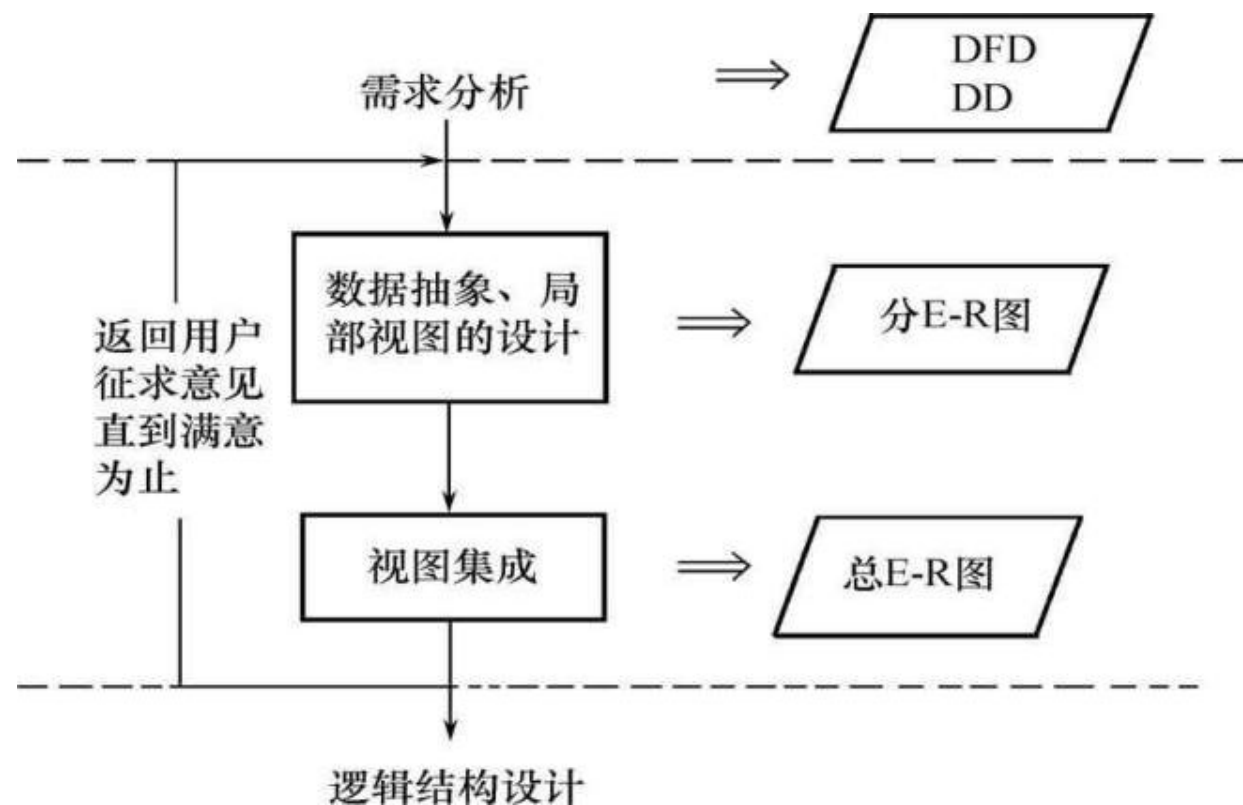 需求分析
DFD
DD
数据抽象、局
部视图的设计
分E-R图
返回用户
征求意见
直到满意
为止
视图集成
总E-R图
逻辑结构设计